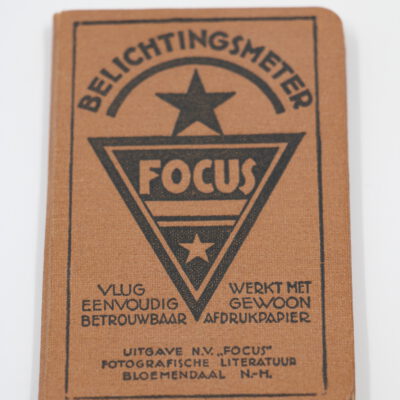 BELICHTINGSMETER
FOCUS
VLUG
EENVOUDIG
BETROUWBAAR
WERKT MET
GEWOON
AFDRUKPAPIER
UITGAVE N.V. „FOCUS"
FOTOGRAFISCHE LITERATUUR
BLOEMENDAAL N.-H.